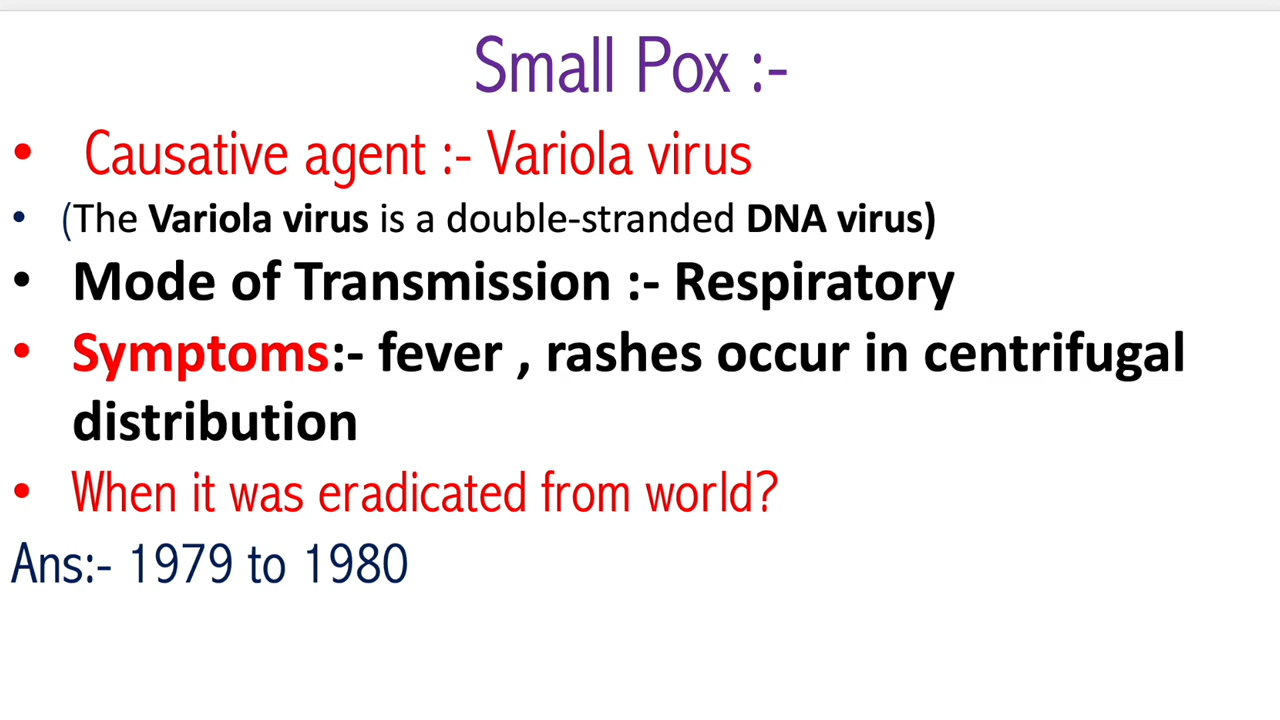 Small Pox :-
• Causative agent :- Variola virus
• (The Variola virus is a double-stranded DNA virus)
• Mode of Transmission :- Respiratory
• Symptoms:- fever , rashes occur in centrifugal
distribution
• When it was eradicated from world?
Ans:- 1979 to 1980